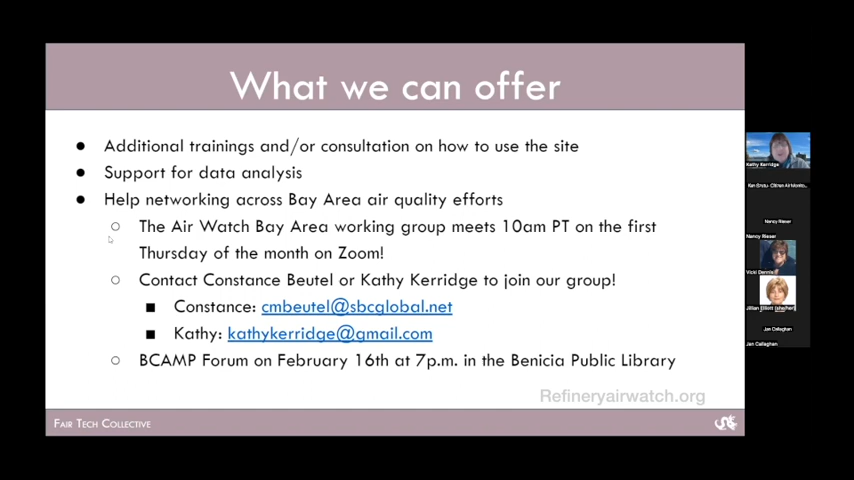 What we can offer
● Additional trainings and/or consultation on how to use the site
● Support for data analysis
● Help networking across Bay Area air quality efforts
○ The Air Watch Bay Area working group meets 10am PT on the first
Thursday of the month on Zoom!
○ Contact Constance Beutel or Kathy Kerridge to join our group!
■ Constance: cmbeutel@sbcglobal.net
■ Kathy: kathykerridge@gmail.com
○ BCAMP Forum on February 16th at 7p.m. in the Benicia Public Library
Refineryairwatch.org
Fair Tech Collective
Kathy Kerridge
Nancy Rieser
Nancy Rieser
Vicki Dennis
Jan Callaghan
Jan Callaghan